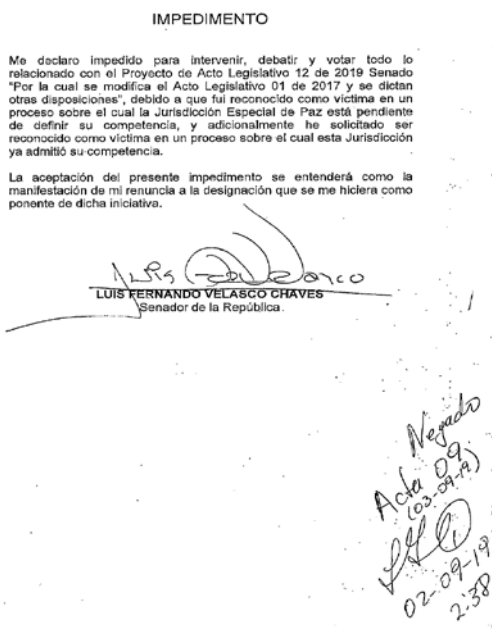 IMPEDIMENTO
Me declaro impedido para intervenir, debatir y votar todo lo
relacionado con el Proyecto de Acto Legislativo 12 de 2019 Senado
"Por la cual se modifica el Acto Legislativo 01 de 2017 y se dictan
otras disposiciones", debido a que fui reconocido como víctima en un
proceso sobre el cual la Jurisdicción Especial de Paz está pendiente
de definir su competencia, y adicionalmente he solicitado ser
reconocido como víctima en un proceso sobre el cual esta Jurisdicción
ya admitió su competencia.
La aceptación del presente impedimento se entenderá como la
manifestación de mi renuncia a la designación que se me hiciera como
ponente de dicha iniciativa.
LUIS FERNANDO VELASCO CHAVES
Senador de la República.
Negado
Acta 09
(03-09-19)
02-09-19
2:38